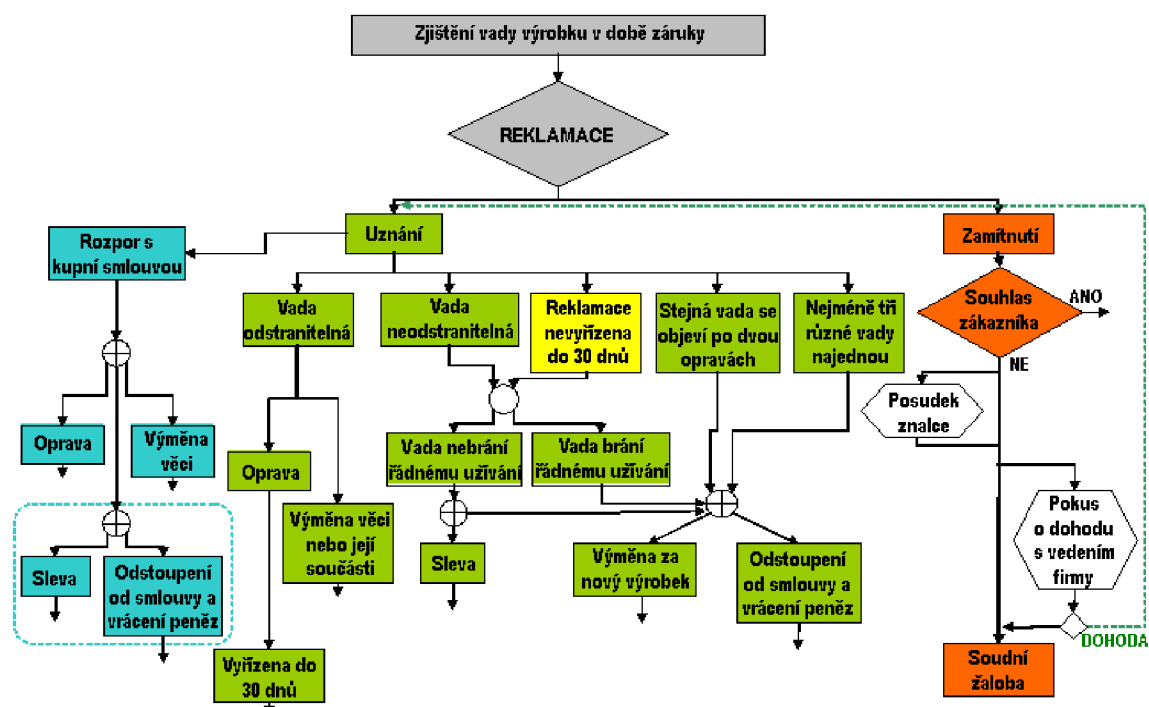 Zjištění vady výrobku v době záruky
REKLAMACE
Uznání
Zamítnutí
Rozpor s
kupní smlouvou
Vada
odstranitelná
Vada
neodstranitelná
Reklamace
nevyřízena
do 30 dnů
Stejná vada se
objeví po dvou
opravách
Nejméně tři
různé vady
najednou
Souhlas
zákazníka
ANO
NE
Posudek
znalce
Oprava
Výměna
věci
Oprava
Výměna věci
nebo její
součásti
Vada nebrání
řádnému užívání
Vada brání
řádnému užívání
Pokus
o dohodu
s vedením
firmy
Sleva
Odstoupení
od smlouvy a
vrácení peněz
Sleva
Výměna za
nový výrobek
Odstoupení
od smlouvy a
vrácení peněz
DOHODA
Vyřízena do
30 dnů
Soudní
žaloba